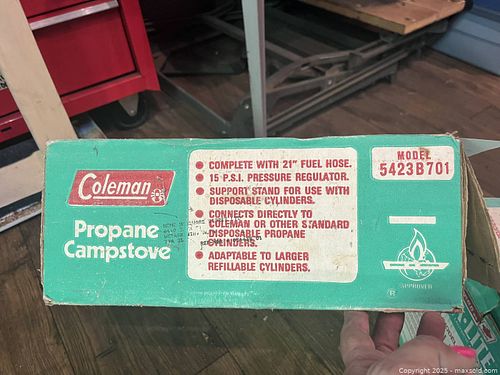 Coleman
Propane
Campstove
COMPLETE WITH 21" FUEL HOSE.
15 P.S.I. PRESSURE REGULATOR.
SUPPORT STAND FOR USE WITH
DISPOSABLE CYLINDERS.
CONNECTS DIRECTLY TO
COLEMAN OR OTHER STANDARD
DISPOSABLE PROPANE
CYLINDERS.
ADAPTABLE TO LARGER
REFILLABLE CYLINDERS.
MODEL
5423B701
APPROVED
®
LITE
Copyright 2025 - maxsold.com